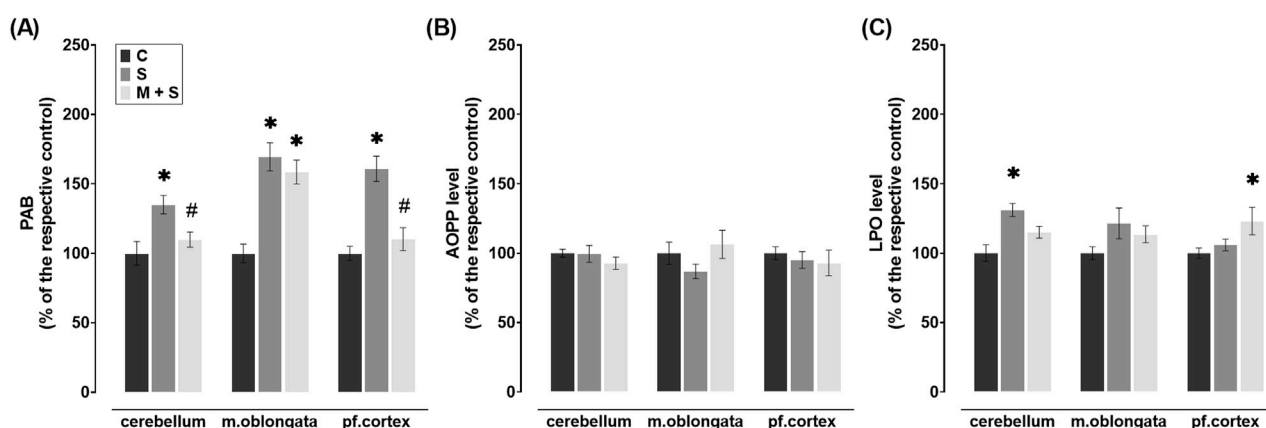 (A)
PAB
(% of the respective control)
250
200
150
100
50
0
C
S
M + S
*
#
*
*
*
#
cerebellum m.oblongata pf.cortex
(B)
AOPP level
(% of the respective control)
250
200
150
100
50
0
cerebellum m.oblongata pf.cortex
(C)
LPO level
(% of the respective control)
250
200
150
100
50
0
*
*
cerebellum m.oblongata pf.cortex